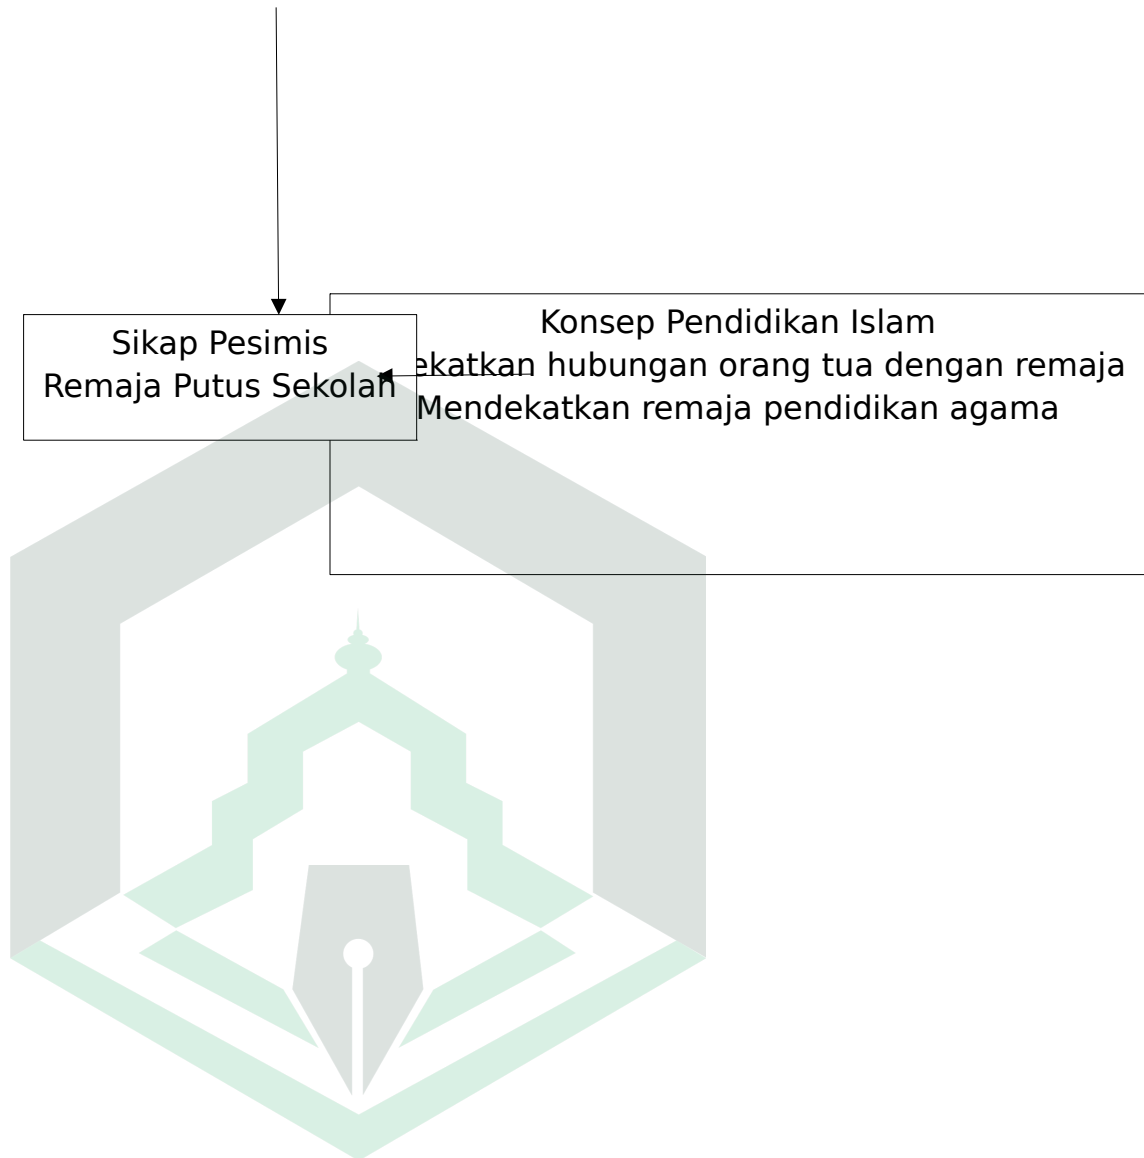 Sikap Pesimis
Remaja Putus Sekolah
Konsep Pendidikan Islam
ekatkan hubungan orang tua dengan remaja
Mendekatkan remaja pendidikan agama